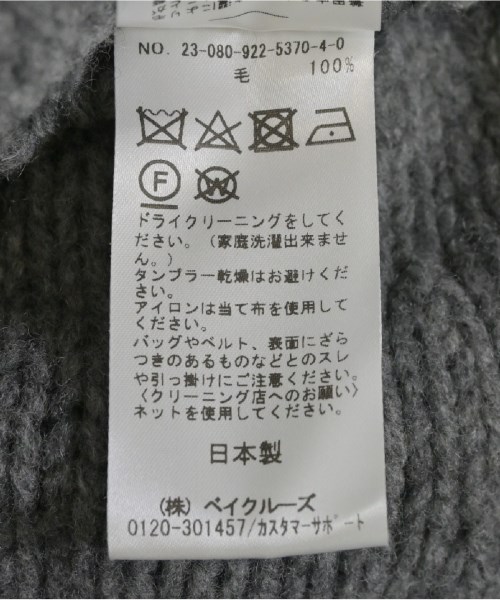 NO. 23-080-922-5370-4-0
毛 100%
F
W
ドライクリーニングをしてく
ださい。(家庭洗濯出来ませ
ん。)
タンブラー乾燥はお避けくだ
さい。
アイロンは当て布を使用して
ください。
バッグやベルト、表面にざら
つきのあるものなどとのスレ
や引っ掛けにご注意ください。
〈クリーニング店へのお願い〉
ネットを使用してください。
日本製
(株) ベイクルーズ
0120-301457/カスタマーサポート